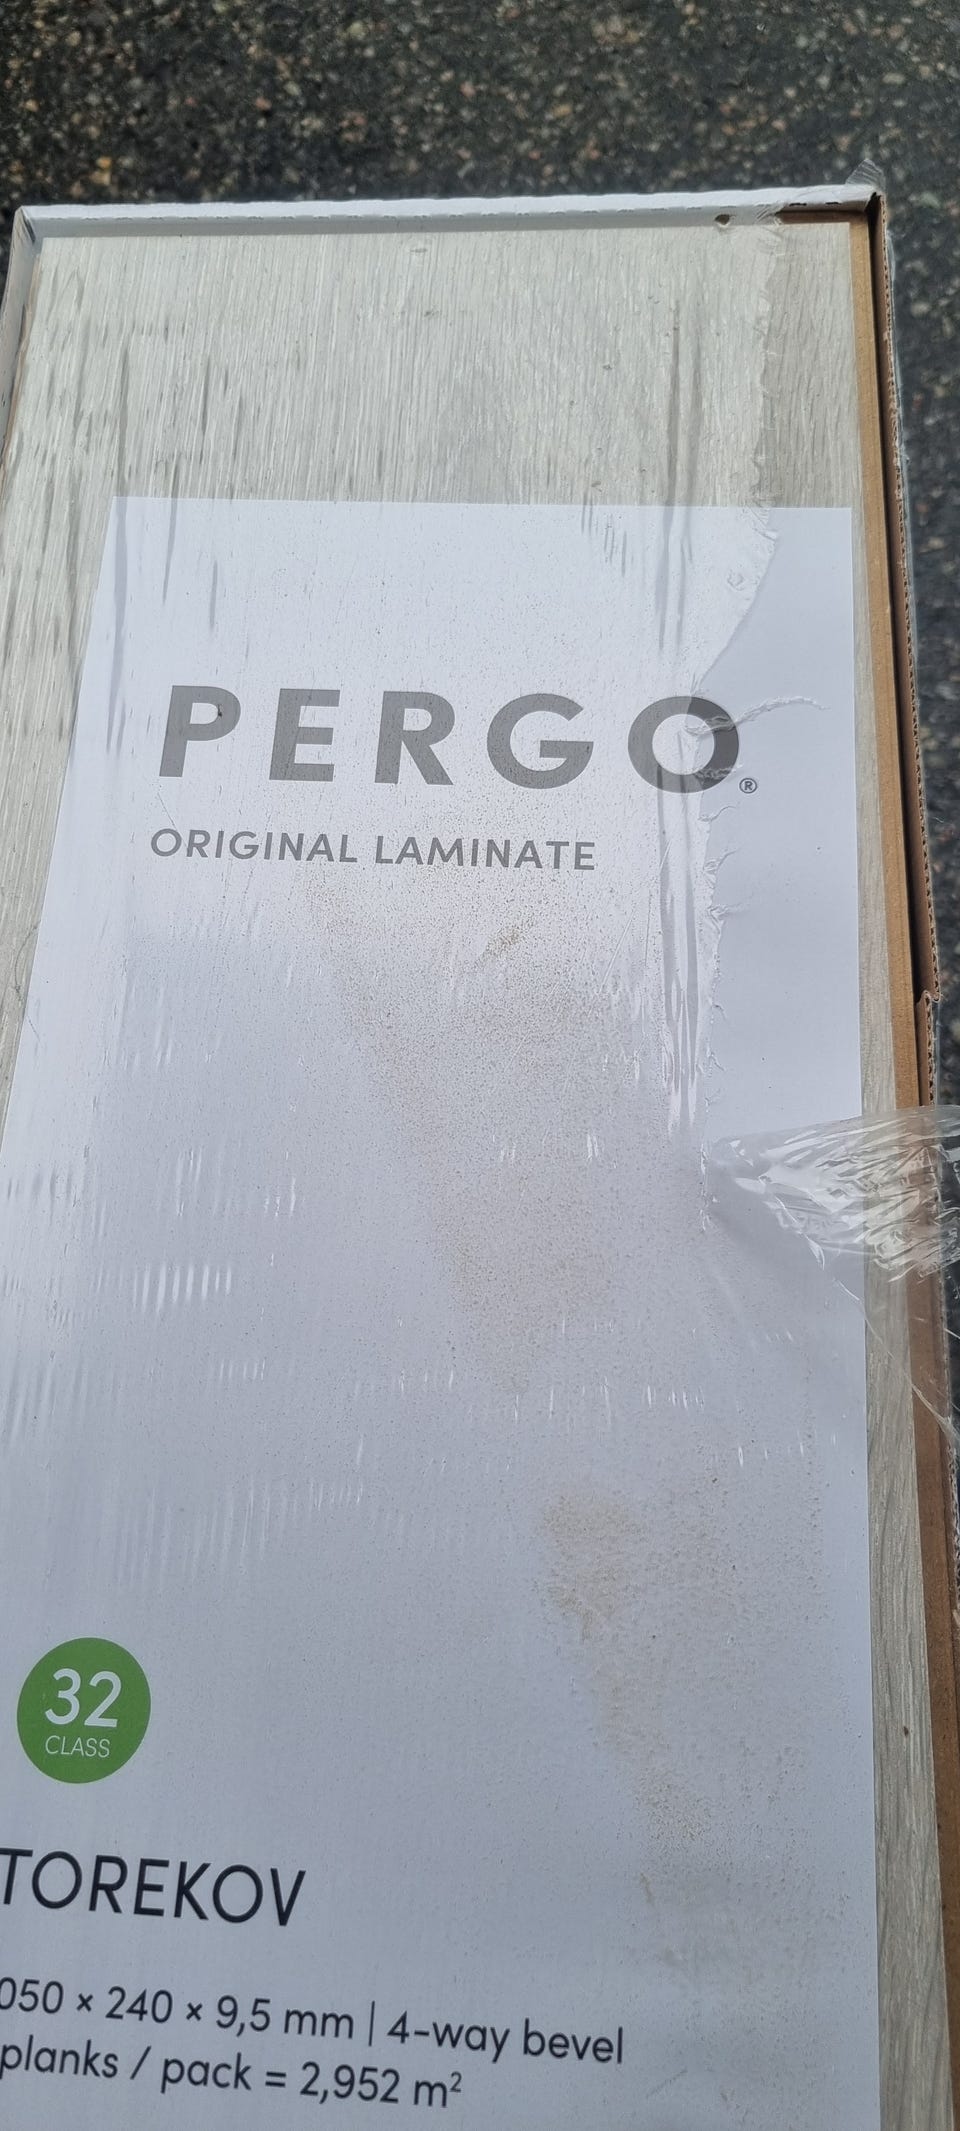 PERGO®
ORIGINAL LAMINATE
32
CLASS
TOREKOV
050 × 240 × 9,5 mm | 4-way bevel
planks / pack = 2,952 m²